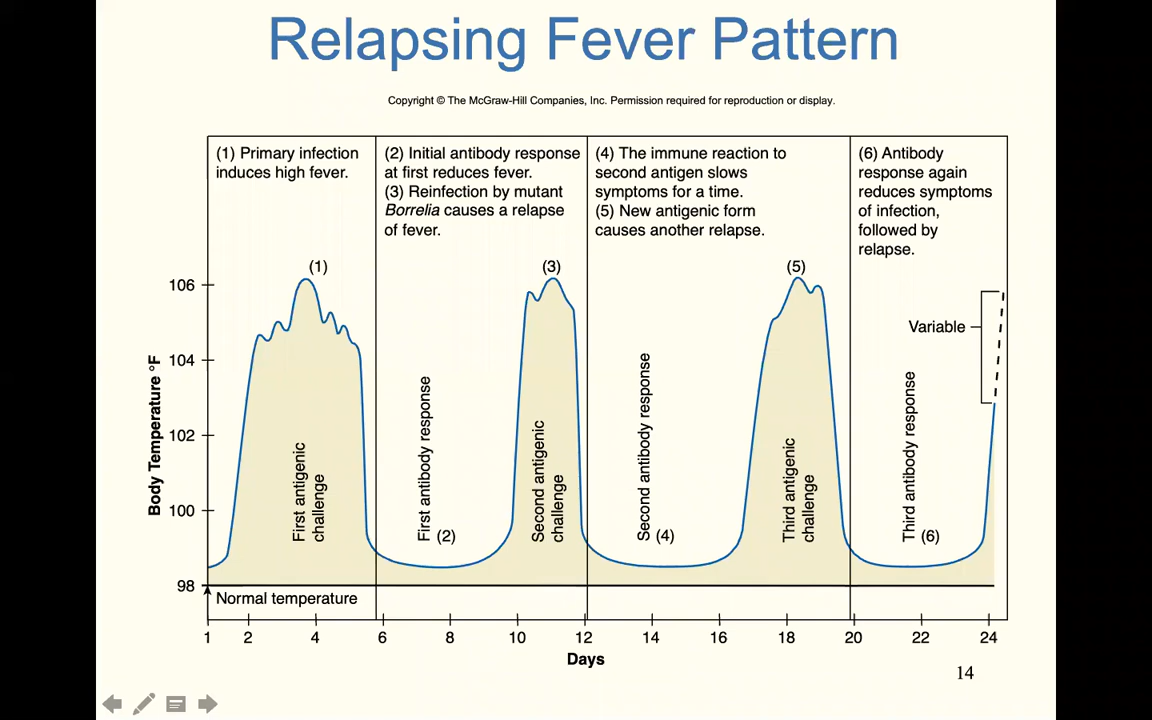 Relapsing Fever Pattern
Copyright © The McGraw-Hill Companies, Inc. Permission required for reproduction or display.
(1) Primary infection
induces high fever.
(2) Initial antibody response
at first reduces fever.
(3) Reinfection by mutant
Borrelia causes a relapse
of fever.
(4) The immune reaction to
second antigen slows
symptoms for a time.
(5) New antigenic form
causes another relapse.
(6) Antibody
response again
reduces symptoms
of infection,
followed by
relapse.
(1)
(3)
(5)
Variable
Body Temperature °F
106
104
102
100
98
First antigenic
challenge
First antibody response
(2)
Second antigenic
challenge
Second antibody response
(4)
Third antigenic
challenge
Third antibody response
(6)
Normal temperature
1 2 4 6 8 10 12 14 16 18 20 22 24
Days
14